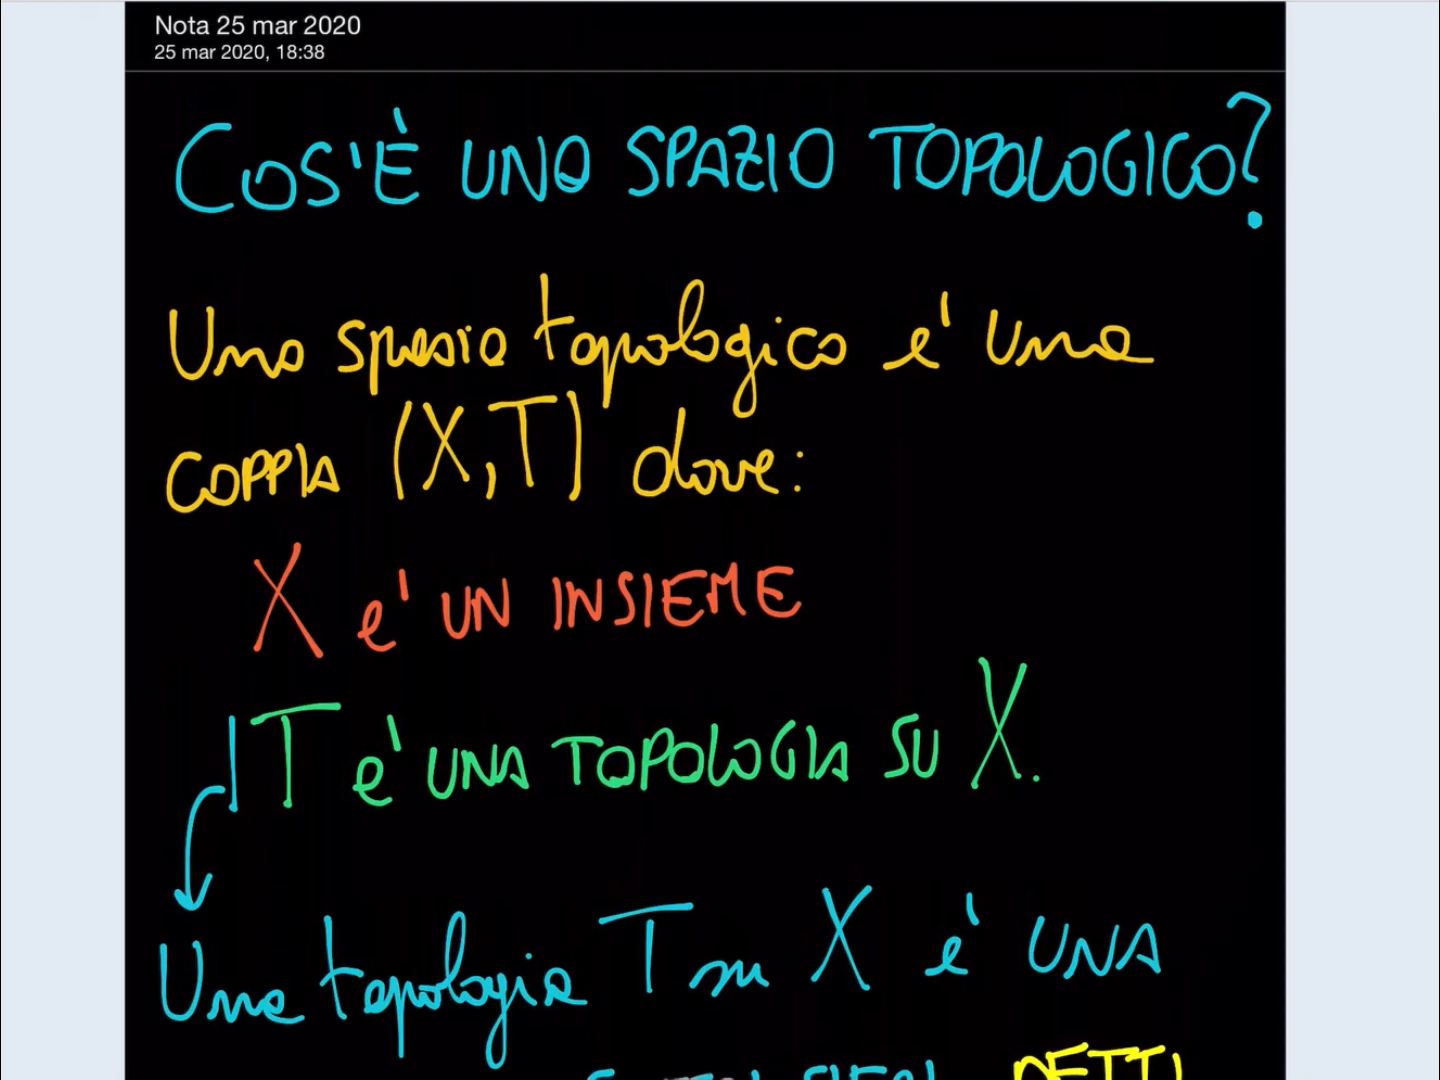 Nota 25 mar 2020
25 mar 2020, 18:38
COS'È UNO SPAZIO TOPOLOGICO?
Uno spazio topologico e' una
COPPIA (X,T) dove:
X e' UN INSIEME
T e' UNA TOPOLOGIA SU X.
Una topologia T su X e' UNA
DETTI